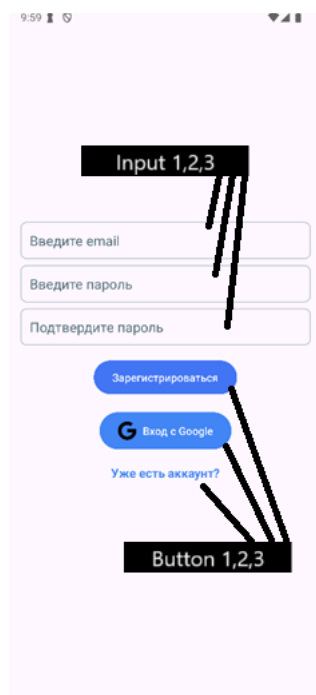 9:59
Input 1,2,3
Введите email
Введите пароль
Подтвердите пароль
Зарегистрироваться
G Вход с Google
Уже есть аккаунт?
Button 1,2,3